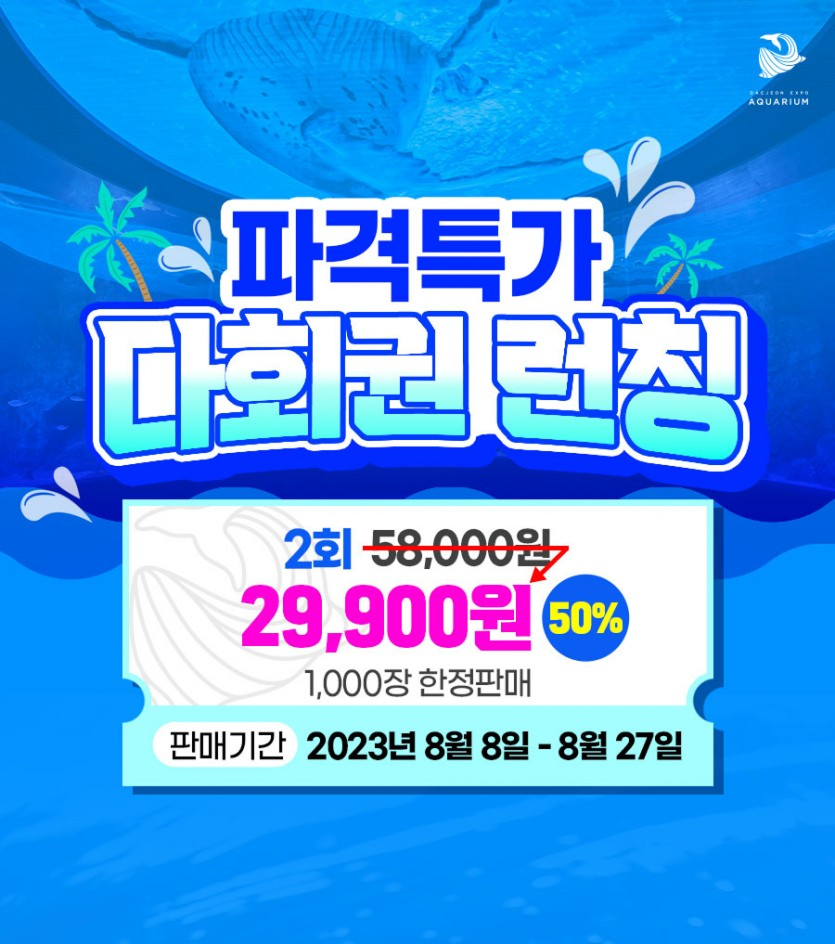 DAEJEON EXPO
AQUARIUM
파격특가
다회권 런칭
2회 58,000원
29,900원 50%
1,000장 한정판매
판매기간 2023년 8월 8일 - 8월 27일